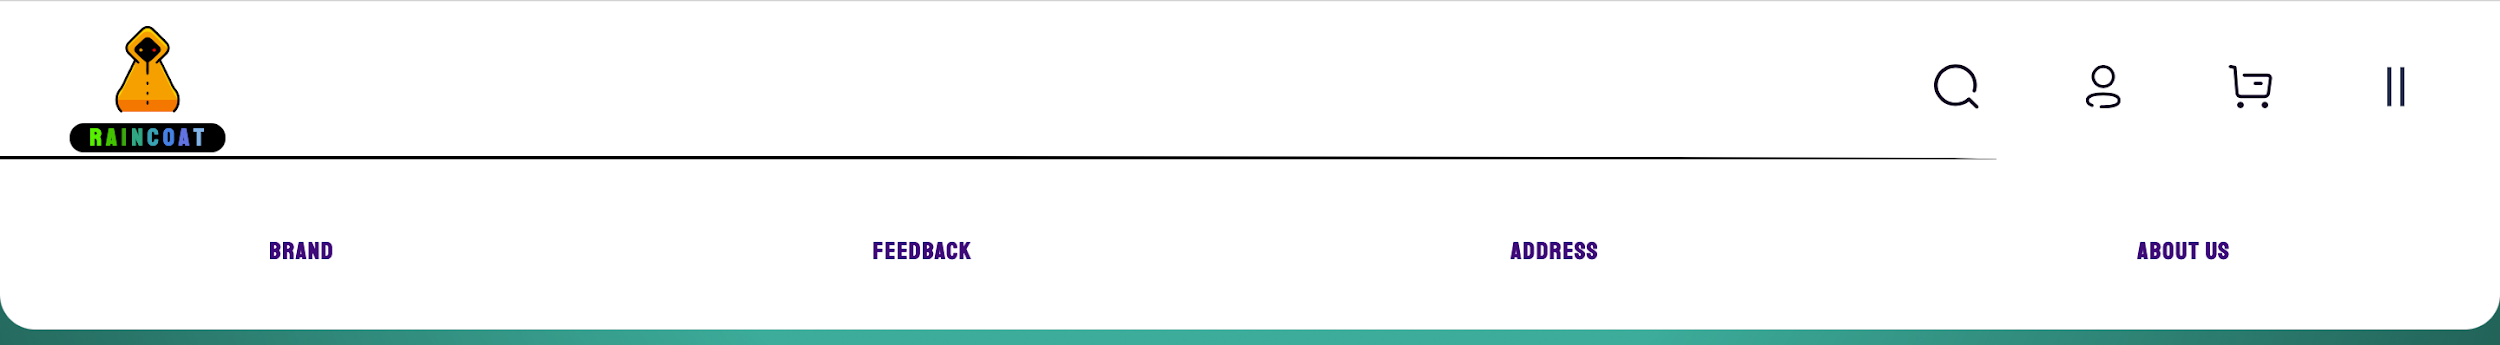 RAINCOAT
BRAND FEEDBACK ADDRESS ABOUT US